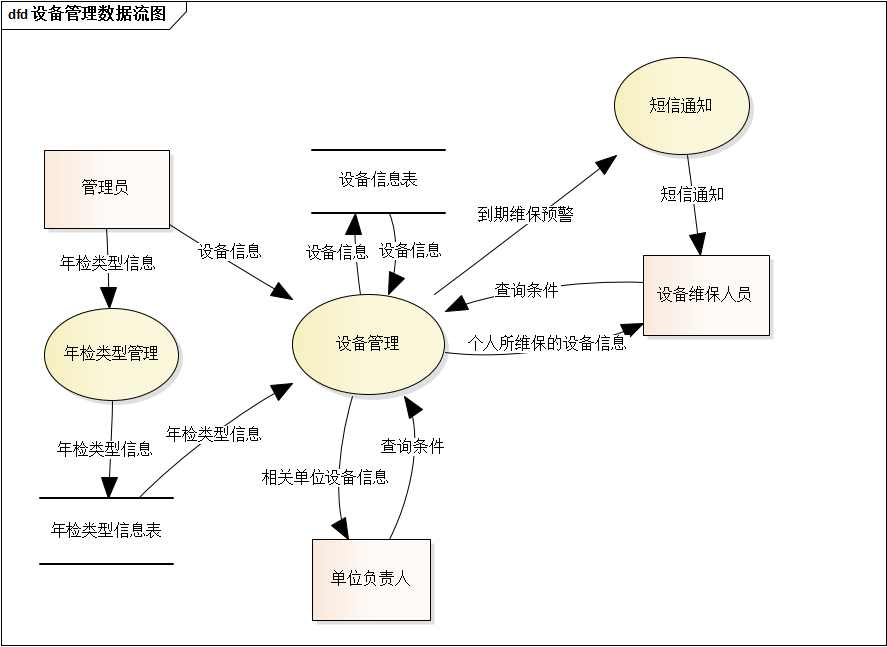 dfd 设备管理数据流图
短信通知
管理员
设备信息表
短信通知
到期维保预警
设备信息
设备信息
设备信息
年检类型信息
查询条件
设备维保人员
设备管理
个人所维保的设备信息
年检类型管理
年检类型信息
年检类型信息
查询条件
相关单位设备信息
年检类型信息表
单位负责人